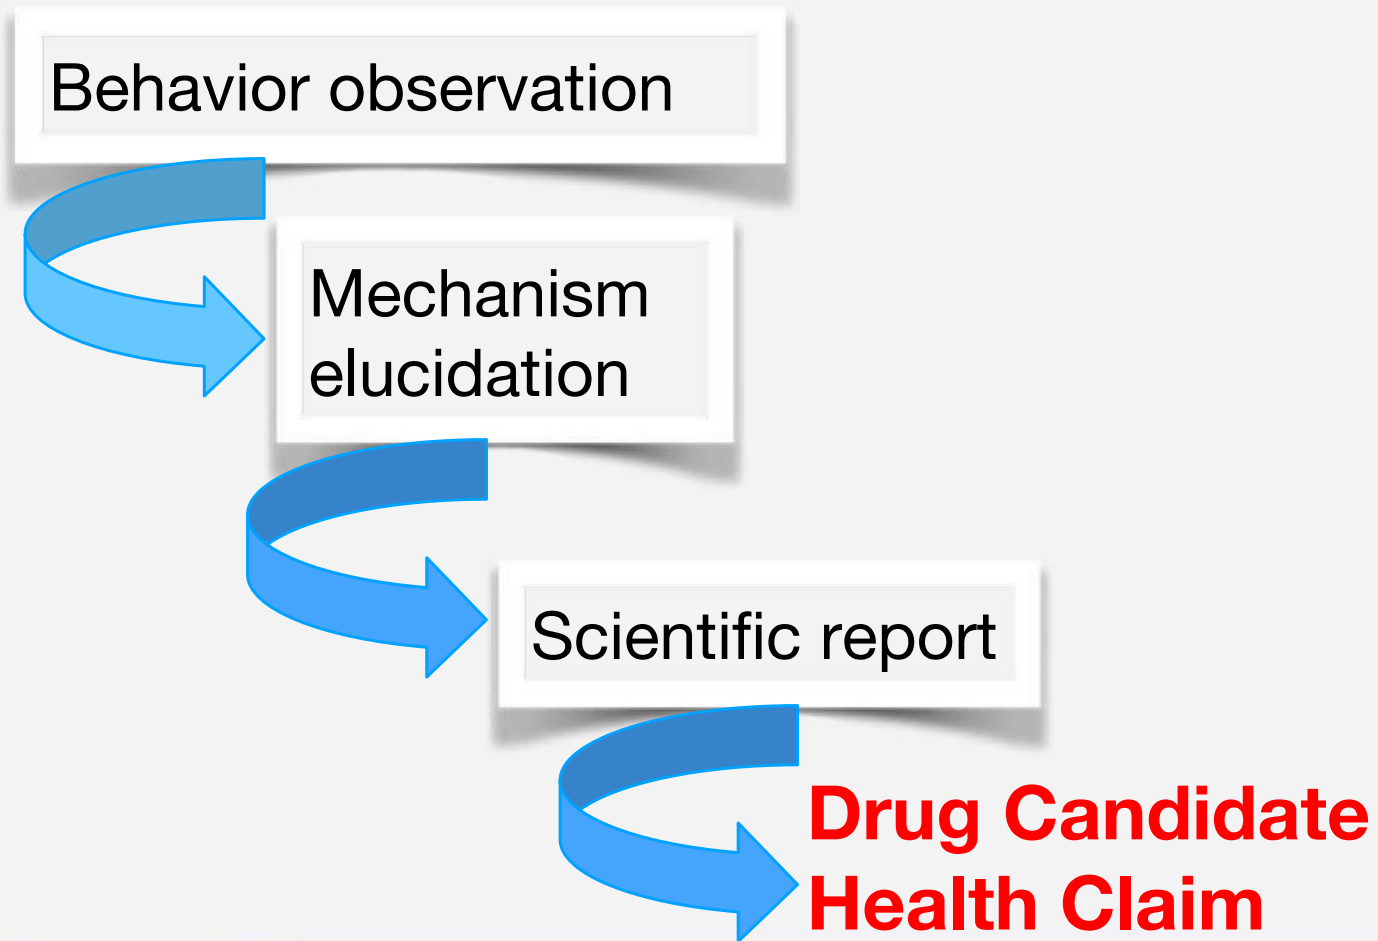 Behavior observation
Mechanism
elucidation
Scientific report
Drug Candidate
Health Claim